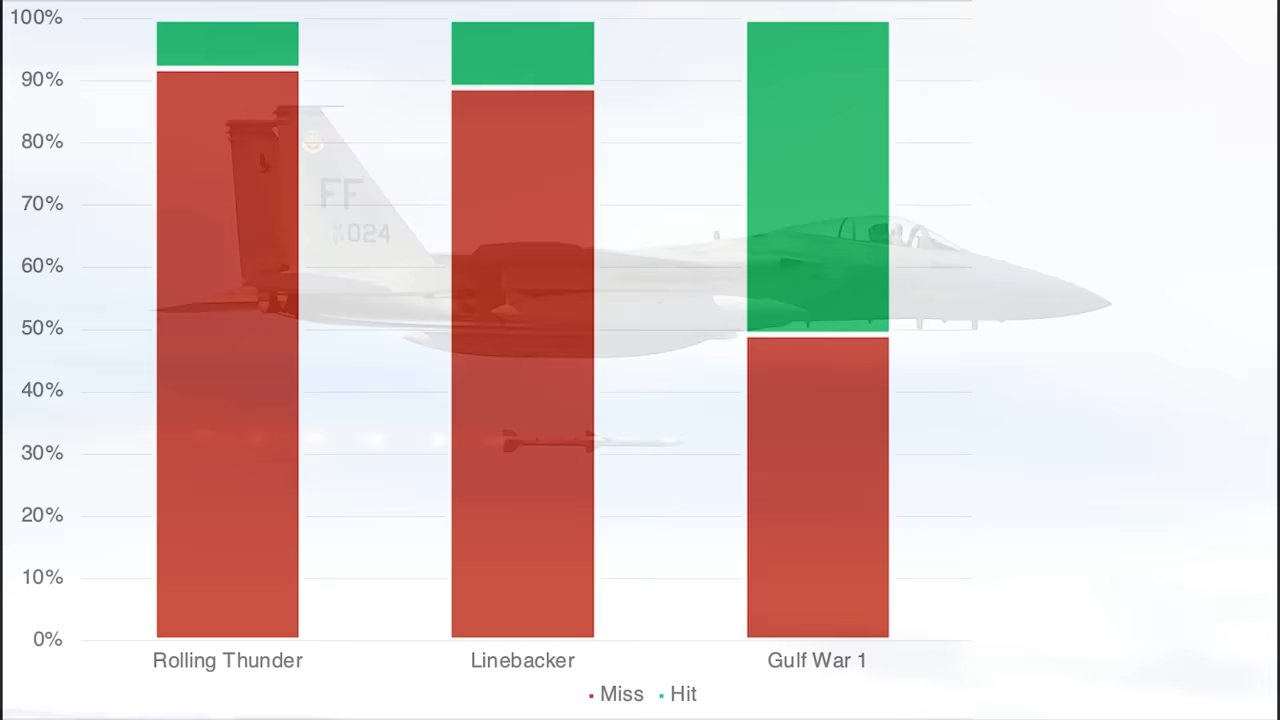 100%
90%
80%
70%
60%
50%
40%
30%
20%
10%
0%
FF
024
Rolling Thunder
Linebacker
Gulf War 1
Miss Hit